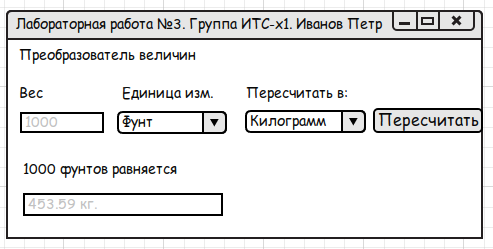 Лабораторная работа №3. Группа ИТС-х1. Иванов Петр
Преобразователь величин
Вес Единица изм. Пересчитать в:
1000 Фунт Килограмм Пересчитать
1000 фунтов равняется
453.59 кг.